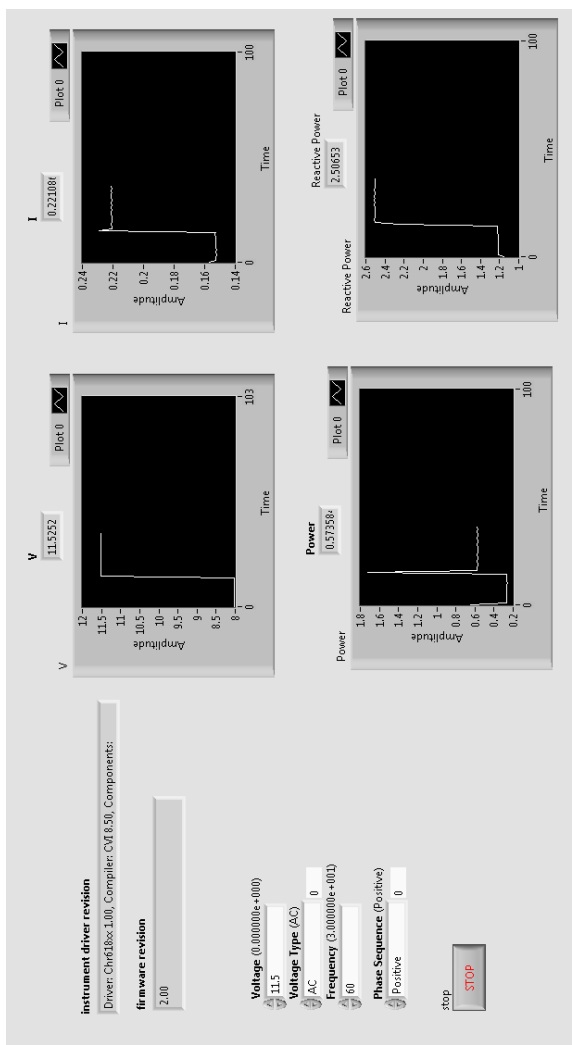 instrument driver revision
Driver: Chr618xx 1.00, Compiler: CVI 8.50, Components:
firmware revision
2.00
Voltage (0.000000e+000)
11.5
Voltage Type (AC)
AC 0
Frequency (3.000000e+001)
60
Phase Sequence (Positive)
Positive 0
stop
STOP
V
11.5252
V
Plot 0
12
11.5
11
10.5
10
9.5
9
8.5
8
Amplitude
0
103
Time
I
0.221086
I
Plot 0
0.24
0.22
0.2
0.18
0.16
0.14
Amplitude
0
100
Time
Power
0.573584
Power
Plot 0
1.8
1.6
1.4
1.2
1
0.8
0.6
0.4
0.2
Amplitude
0
100
Time
Reactive Power
2.50653
Reactive Power
Plot 0
2.6
2.4
2.2
2
1.8
1.6
1.4
1.2
1
Amplitude
0
100
Time